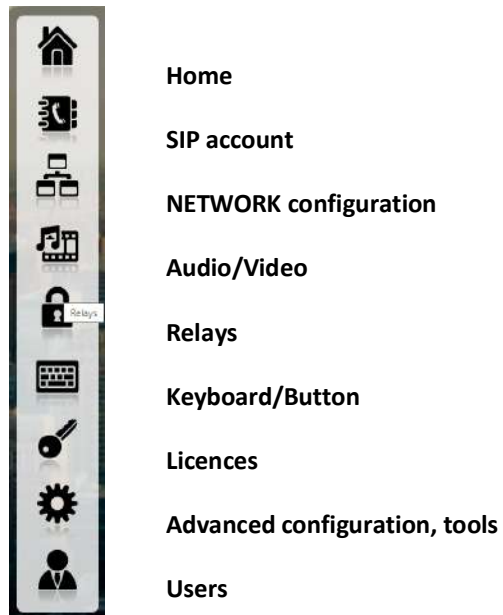 Home
SIP account
NETWORK configuration
Audio/Video
Relays
Relays
Keyboard/Button
Licences
Advanced configuration, tools
Users